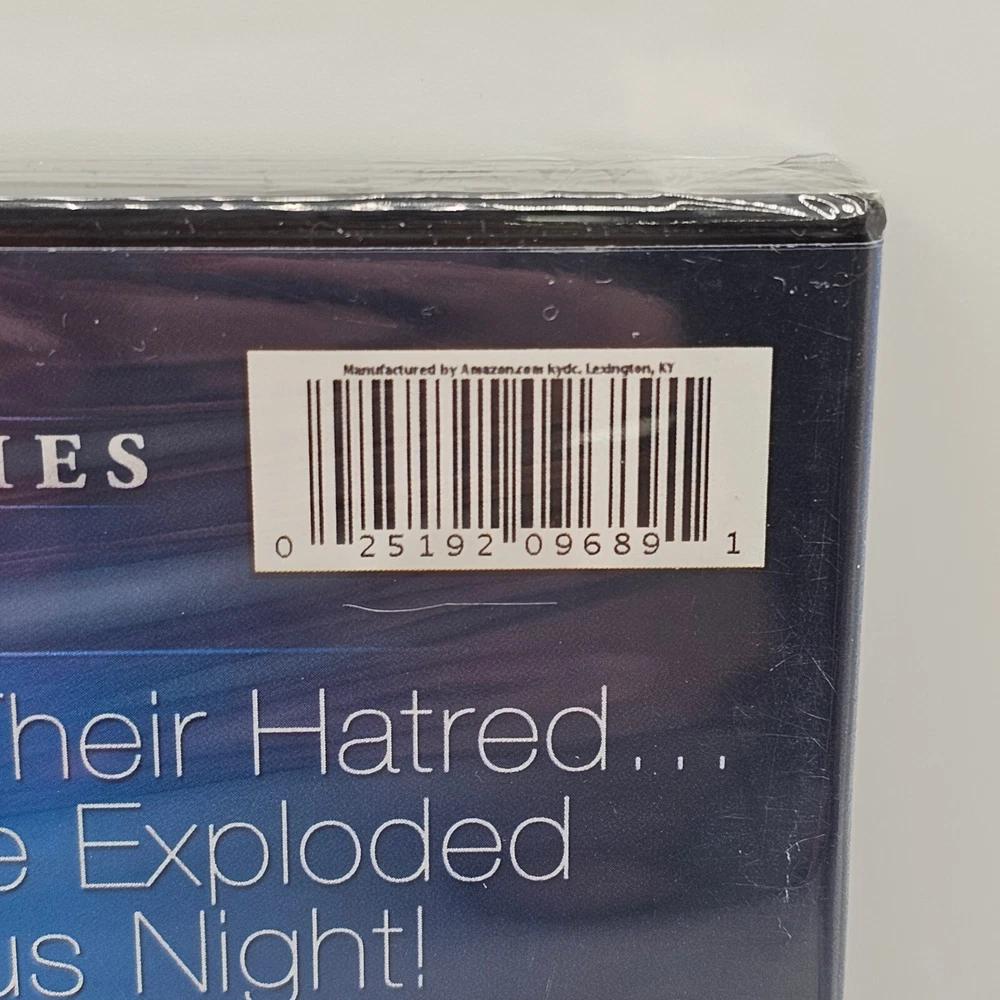 Manufactured by Amazon.com kydc, Lexington, KY
IES
0 25192 09689 1
Their Hatred...
e Exploded
us Night!